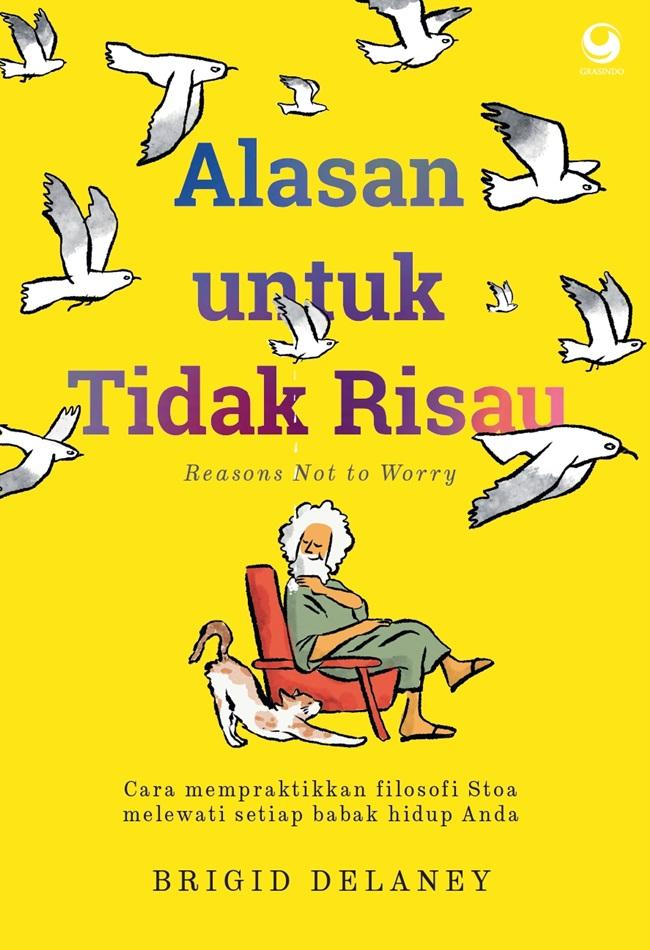 GRASINDO
Alasan
untuk
Tidak Risau
Reasons Not to Worry
Cara mempraktikkan filosofi Stoa
melewati setiap babak hidup Anda
BRIGID DELANEY